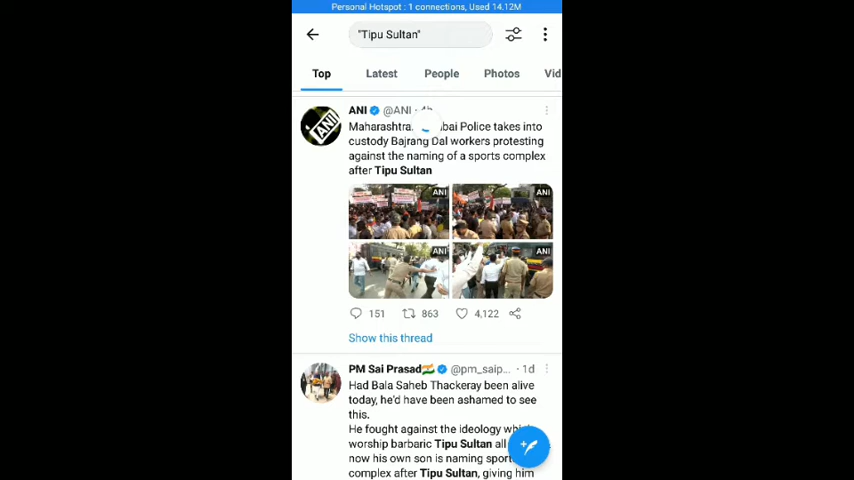 Personal Hotspot : 1 connections, Used 14.12M
"Tipu Sultan"
Top Latest People Photos Vid
ANI @ANI · 4h
Maharashtra: bai Police takes into
custody Bajrang Dal workers protesting
against the naming of a sports complex
after Tipu Sultan
ANI ANI
ANI ANI
151 863 4,122
Show this thread
PM Sai Prasad @pm_saip... · 1d
Had Bala Saheb Thackeray been alive
today, he'd have been ashamed to see
this.
He fought against the ideology
worship barbaric Tipu Sultan all
now his own son is naming
complex after Tipu Sultan, giving him